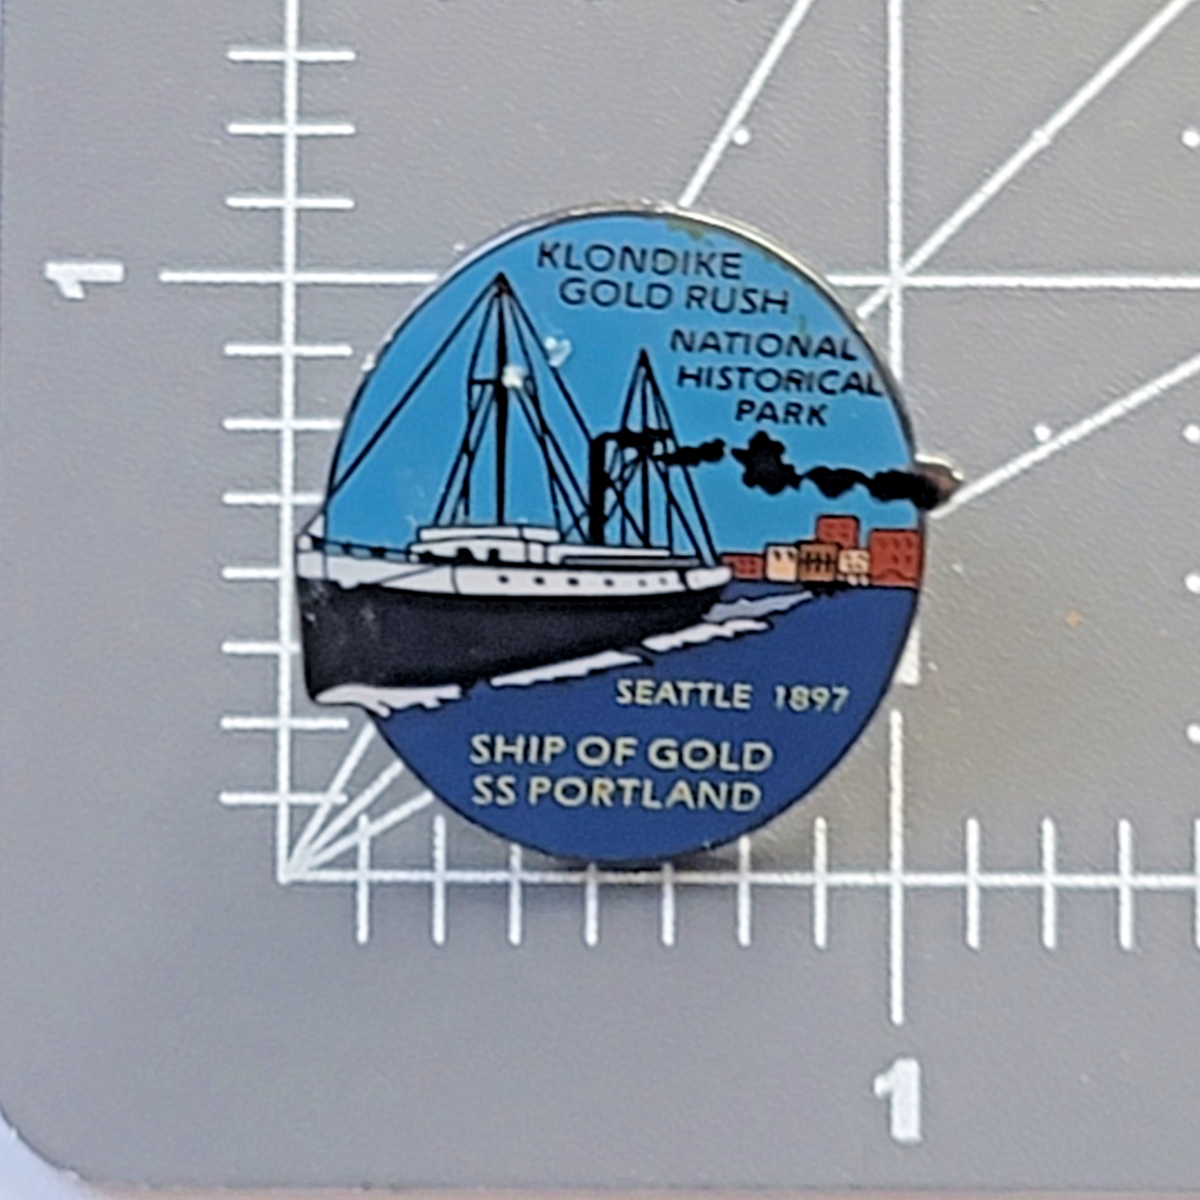 1
KLONDIKE
GOLD RUSH
NATIONAL
HISTORICAL
PARK
SEATTLE 1897
SHIP OF GOLD
SS PORTLAND
1